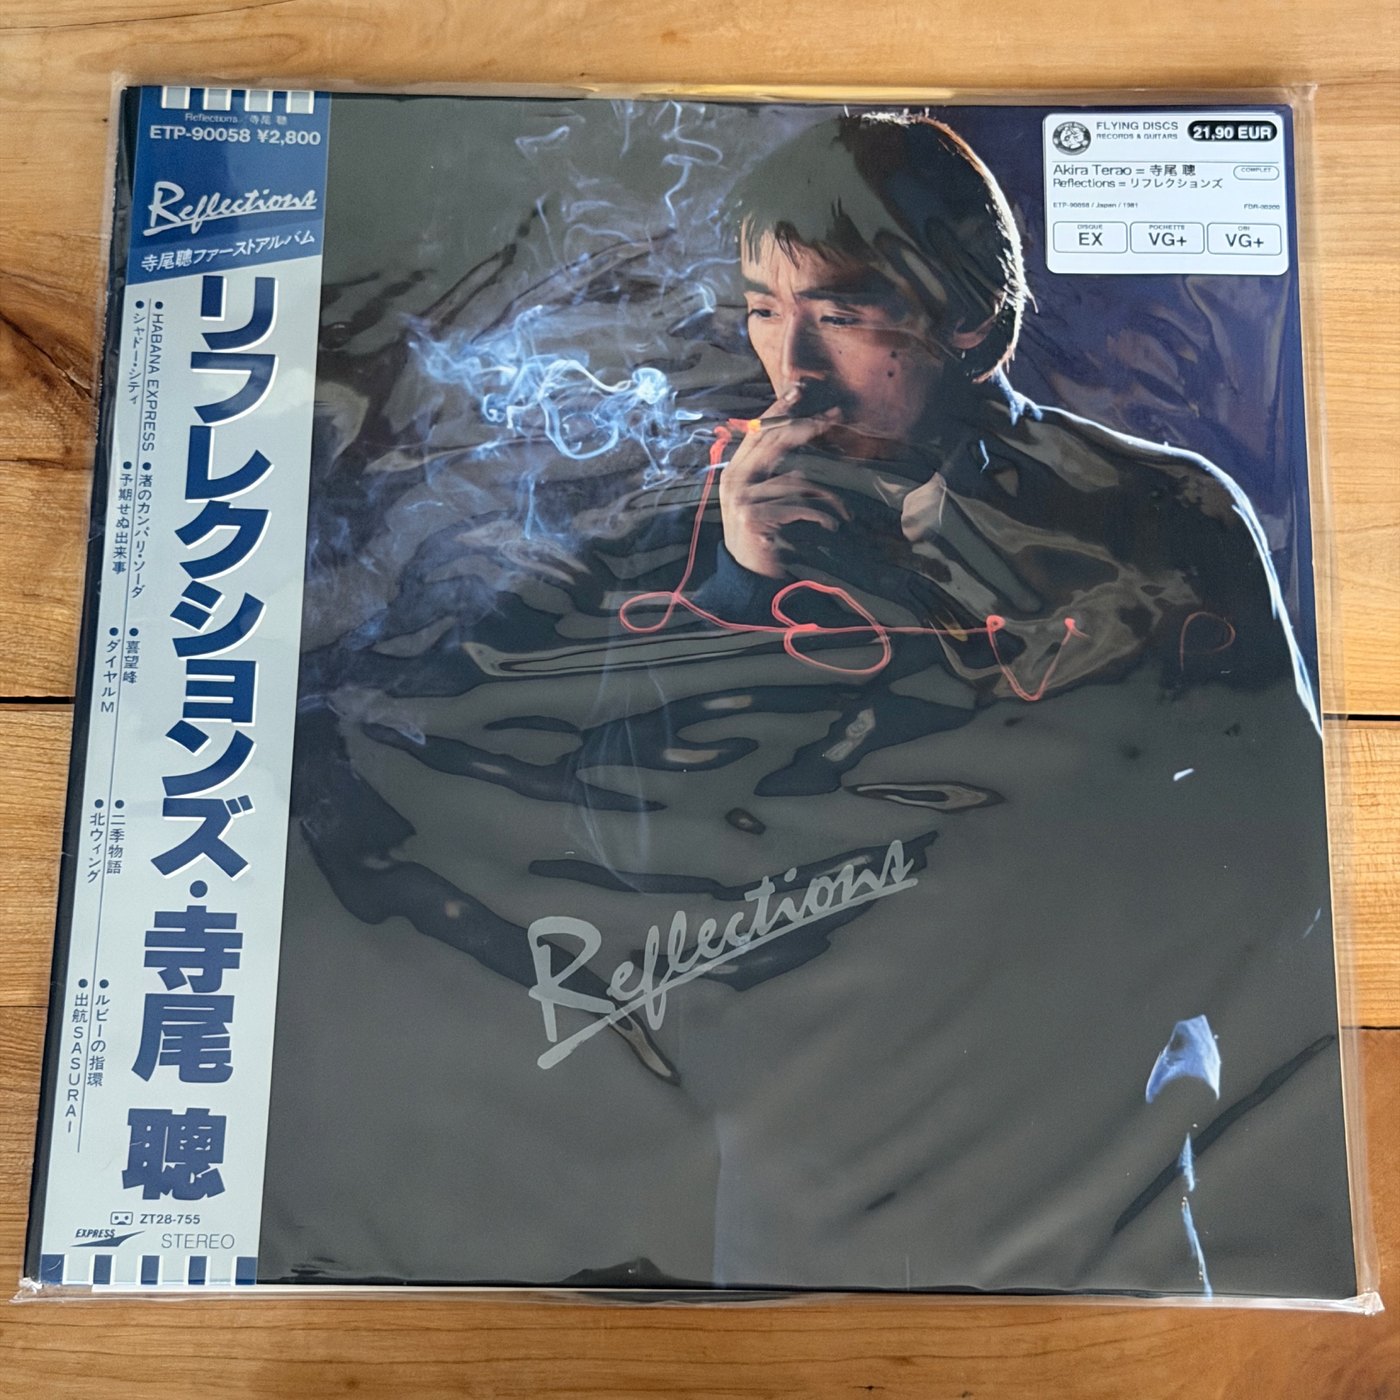 Reflections 寺尾 聰
ETP-90058 ¥2,800
Reflections
寺尾聰ファーストアルバム
リフレクションズ・寺尾 聰
●HABANA EXPRESS ●渚のカンパリ・ソーダ ●喜望峰 ●二季物語 ●ルビーの指環
●シャドー・シティ ●予期せぬ出来事 ●ダイヤルM ●北ウィング ●出航SASURAI
ZT28-755
EXPRESS STEREO
FLYING DISCS
RECORDS & GUITARS
21,90 EUR
Akira Terao = 寺尾 聰
Reflections = リフレクションズ
COMPLET
ETP-90058 / Japan / 1981
DISQUE
EX
POCHETTE
VG+
OBI
VG+
LOVE
Reflections